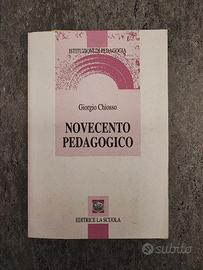 ISTITUZIONI DI PEDAGOGIA
Giorgio Chiosso
NOVECENTO
PEDAGOGICO
EDITRICE LA SCUOLA
subito